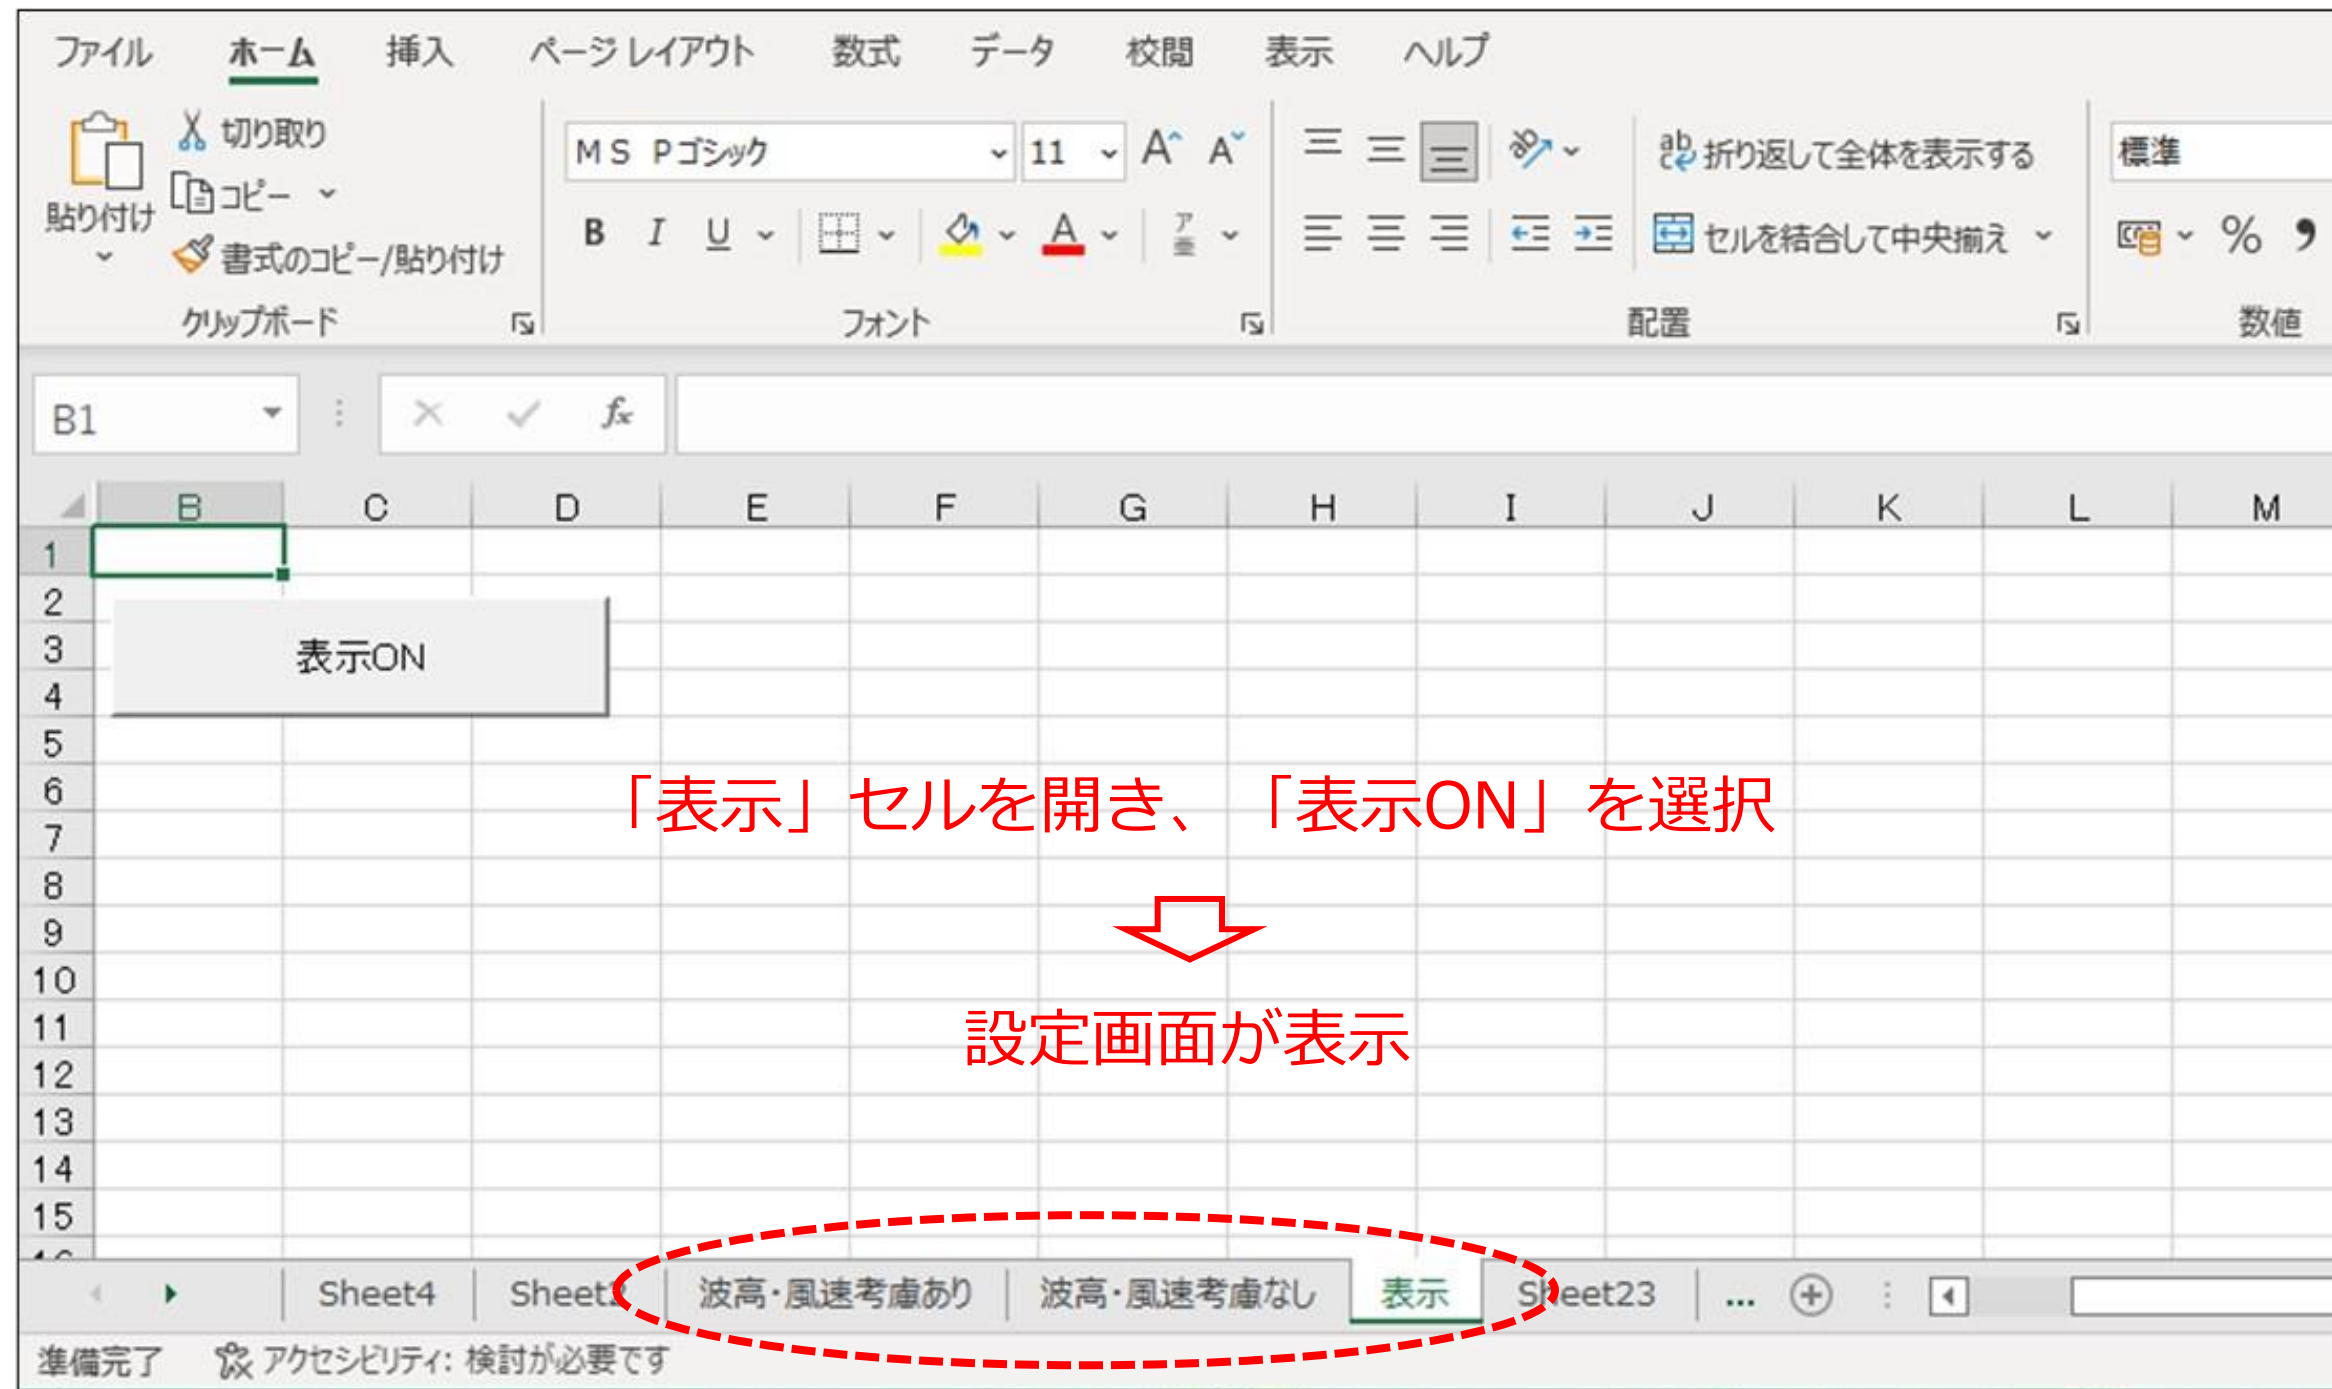 ファイル ホーム 挿入 ページ レイアウト 数式 データ 校閲 表示 ヘルプ
貼り付け
切り取り
コピー
書式のコピー/貼り付け
クリップボード
ＭＳ Ｐゴシック 11 A A
B I U A ア亜
フォント
ab 折り返して全体を表示する
セルを結合して中央揃え
配置
標準
% ,
数値
B1 fx
B C D E F G H I J K L M
1
2
3
4
5
6
7
8
9
10
11
12
13
14
15
表示ON
「表示」セルを開き、「表示ON」を選択
設定画面が表示
Sheet4 Sheet2 波高・風速考慮あり 波高・風速考慮なし 表示 Sheet23 ...
準備完了 アクセシビリティ: 検討が必要です